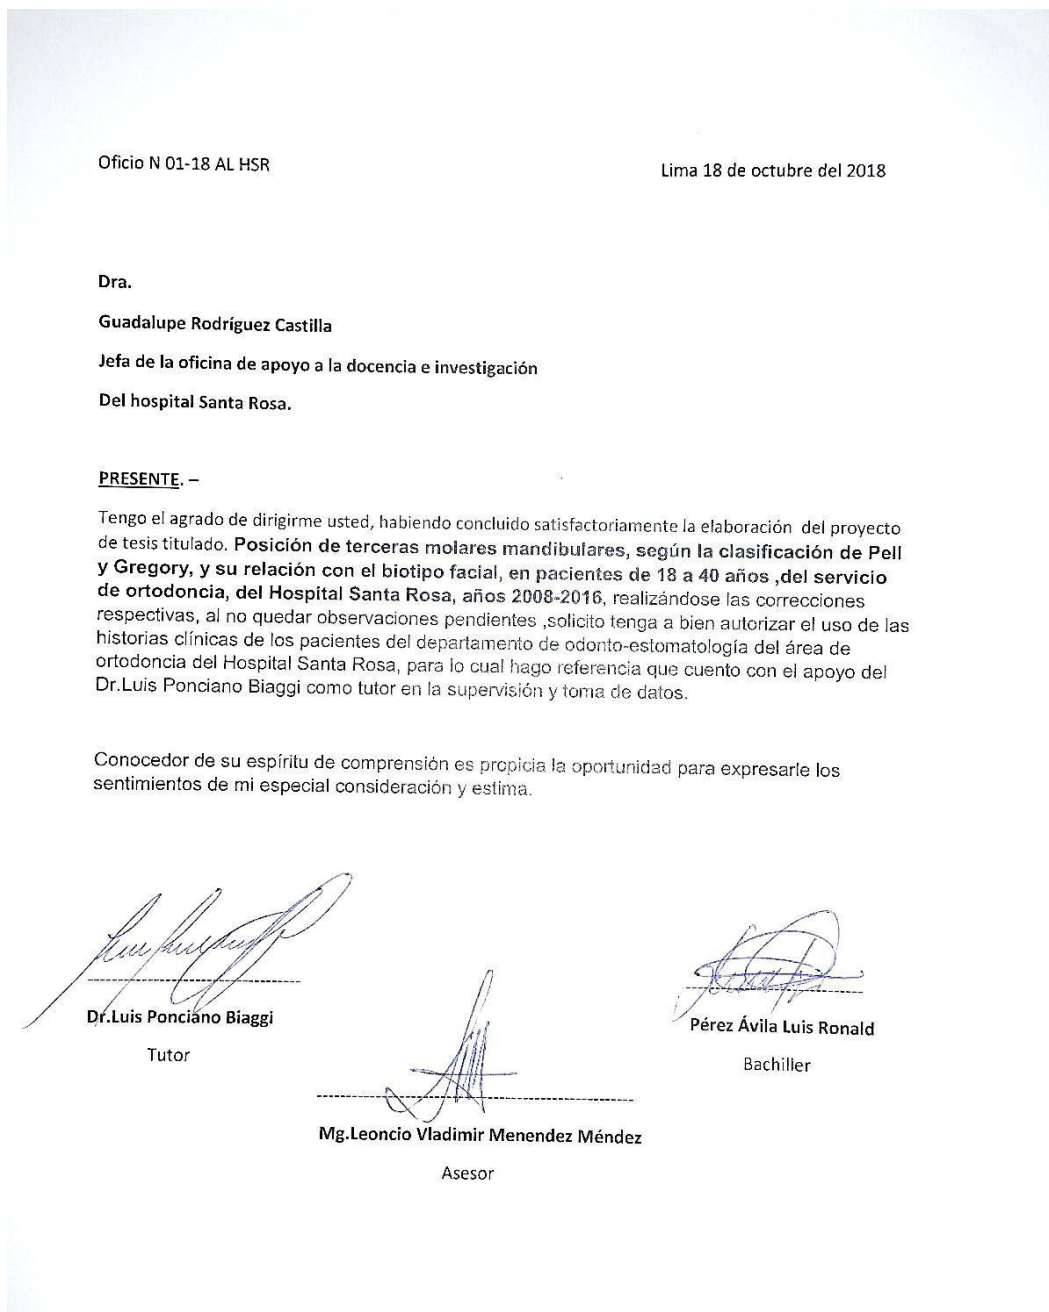 Oficio N 01-18 AL HSR
Lima 18 de octubre del 2018
Dra.
Guadalupe Rodríguez Castilla
Jefa de la oficina de apoyo a la docencia e investigación
Del hospital Santa Rosa.
PRESENTE. –
Tengo el agrado de dirigirme usted, habiendo concluido satisfactoriamente la elaboración del proyecto
de tesis titulado. Posición de terceras molares mandibulares, según la clasificación de Pell
y Gregory, y su relación con el biotipo facial, en pacientes de 18 a 40 años ,del servicio
de ortodoncia, del Hospital Santa Rosa, años 2008-2016, realizándose las correcciones
respectivas, al no quedar observaciones pendientes ,solicito tenga a bien autorizar el uso de las
historias clínicas de los pacientes del departamento de odonto-estomatología del área de
ortodoncia del Hospital Santa Rosa, para lo cual hago referencia que cuento con el apoyo del
Dr.Luis Ponciano Biaggi como tutor en la supervisión y toma de datos.
Conocedor de su espíritu de comprensión es propicia la oportunidad para expresarle los
sentimientos de mi especial consideración y estima.
Dr.Luis Ponciano Biaggi
Tutor
Pérez Ávila Luis Ronald
Bachiller
Mg.Leoncio Vladimir Menendez Méndez
Asesor